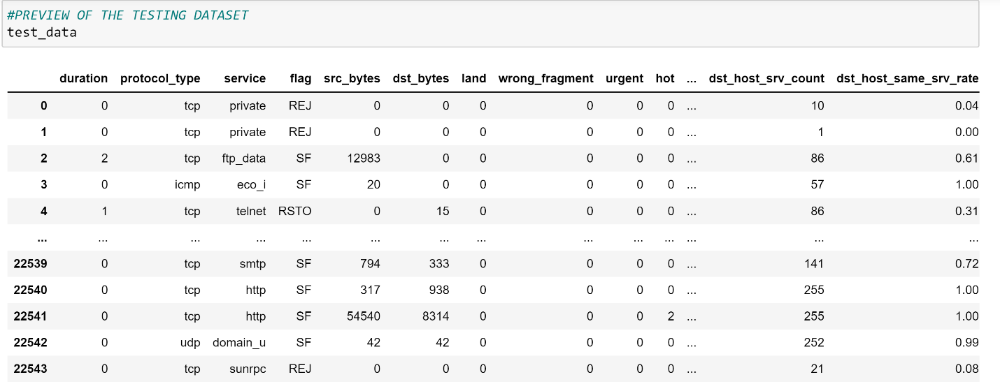 #PREVIEW OF THE TESTING DATASET
test_data
duration protocol_type service flag src_bytes dst_bytes land wrong_fragment urgent hot ... dst_host_srv_count dst_host_same_srv_rate
0 0 tcp private REJ 0 0 0 0 0 0 ... 10 0.04
1 0 tcp private REJ 0 0 0 0 0 0 ... 1 0.00
2 2 tcp ftp_data SF 12983 0 0 0 0 0 ... 86 0.61
3 0 icmp eco_i SF 20 0 0 0 0 0 ... 57 1.00
4 1 tcp telnet RSTO 0 15 0 0 0 0 ... 86 0.31
... ... ... ... ... ... ... ... ... ... ... ... ... ...
22539 0 tcp smtp SF 794 333 0 0 0 0 ... 141 0.72
22540 0 tcp http SF 317 938 0 0 0 0 ... 255 1.00
22541 0 tcp http SF 54540 8314 0 0 0 2 ... 255 1.00
22542 0 udp domain_u SF 42 42 0 0 0 0 ... 252 0.99
22543 0 tcp sunrpc REJ 0 0 0 0 0 0 ... 21 0.08